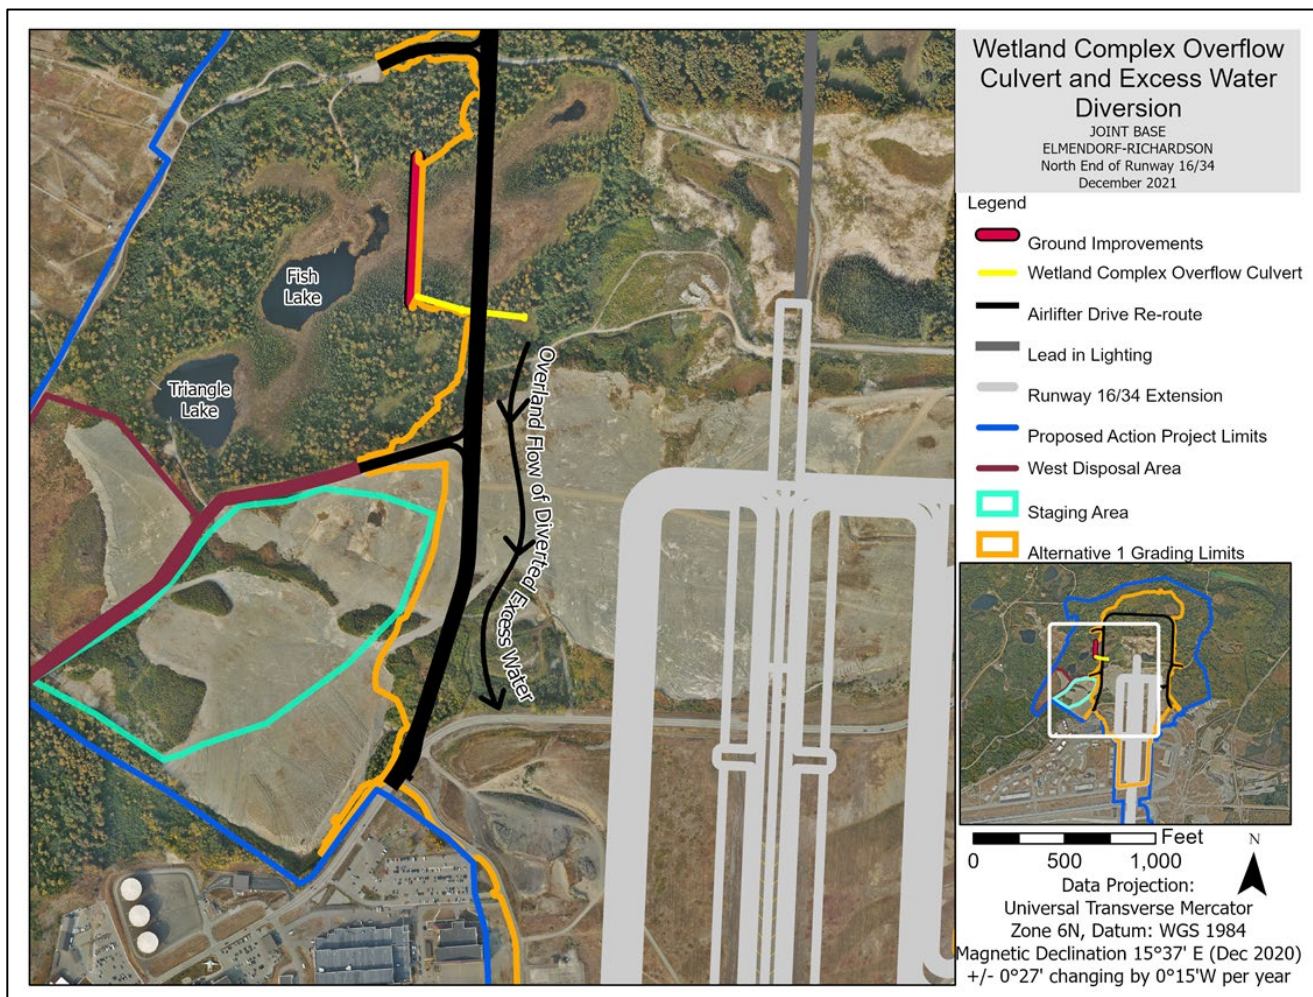 Wetland Complex Overflow
Culvert and Excess Water
Diversion
JOINT BASE
ELMENDORF-RICHARDSON
North End of Runway 16/34
December 2021
Legend
Ground Improvements
Wetland Complex Overflow Culvert
Airlifter Drive Re-route
Lead in Lighting
Runway 16/34 Extension
Proposed Action Project Limits
West Disposal Area
Staging Area
Alternative 1 Grading Limits
Fish
Lake
Triangle
Lake
Overland Flow of Diverted Excess Water
Feet
0 500 1,000
N
Data Projection:
Universal Transverse Mercator
Zone 6N, Datum: WGS 1984
Magnetic Declination 15°37' E (Dec 2020)
+/- 0°27' changing by 0°15'W per year